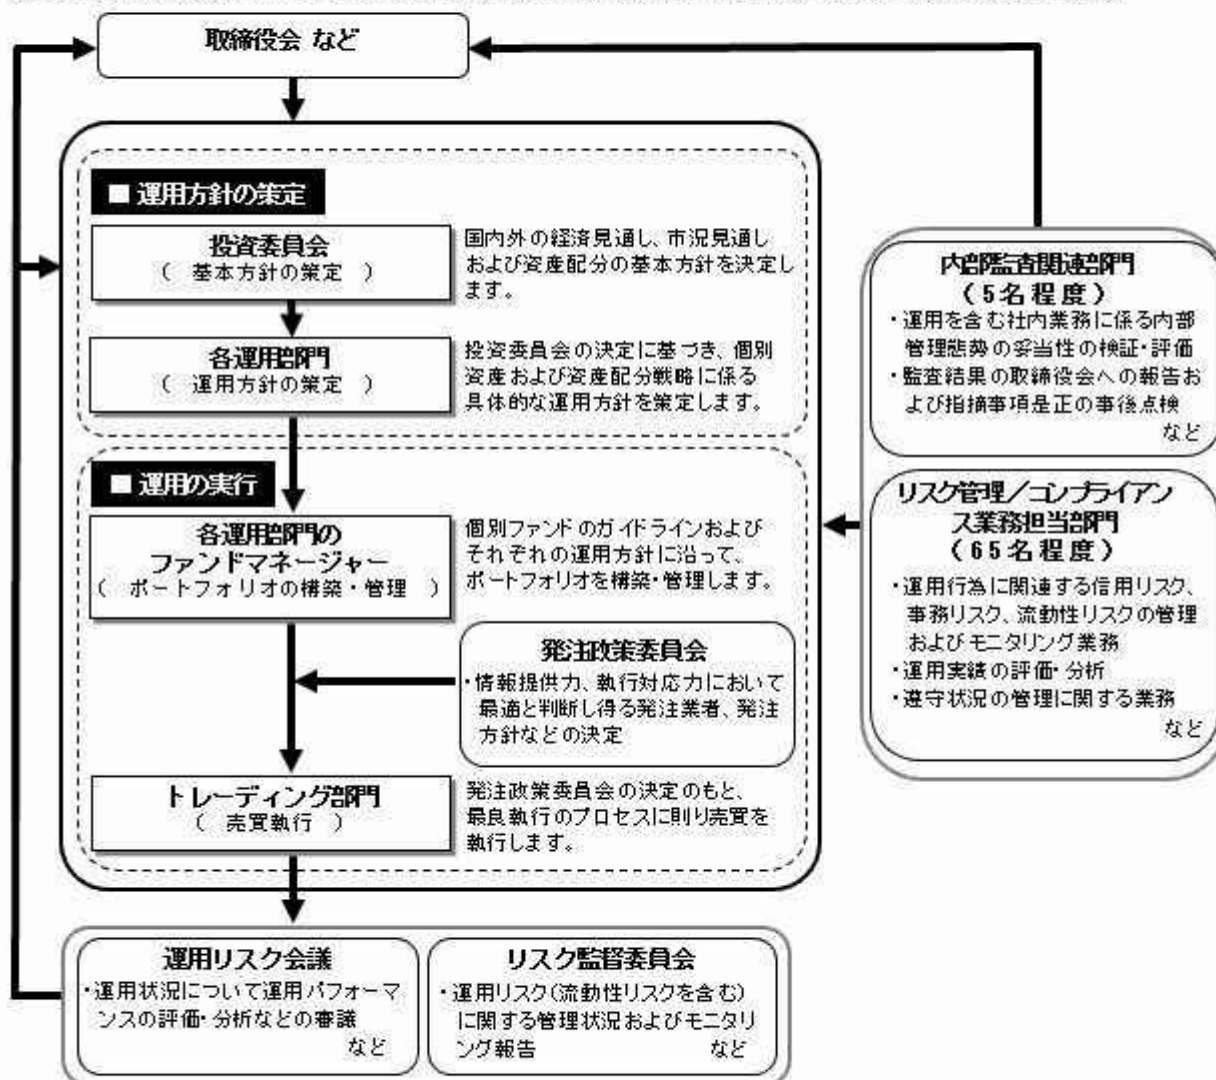 取締役会 など
■ 運用方針の策定
投資委員会
( 基本方針の策定 )
国内外の経済見通し、市況見通し
および資産配分の基本方針を決定し
ます。
各運用部門
( 運用方針の策定 )
投資委員会の決定に基づき、個別
資産および資産配分戦略に係る
具体的な運用方針を策定します。
■ 運用の実行
各運用部門の
ファンドマネージャー
( ポートフォリオの構築・管理 )
個別ファンドのガイドラインおよび
それぞれの運用方針に沿って、
ポートフォリオを構築・管理します。
発注政策委員会
・情報提供力、執行対応力において
最適と判断し得る発注業者、発注
方針などの決定
トレーディング部門
( 売買執行 )
発注政策委員会の決定のもと、
最良執行のプロセスに則り売買を
執行します。
内部監査関連部門
(5名程度)
・運用を含む社内業務に係る内部
管理態勢の妥当性の検証・評価
・監査結果の取締役会への報告お
よび指摘事項是正の事後点検
など
リスク管理/コンプライアン
ス業務担当部門
(65名程度)
・運用行為に関連する信用リスク、
事務リスク、流動性リスクの管理
およびモニタリング業務
・運用実績の評価・分析
・遵守状況の管理に関する業務
など
運用リスク会議
・運用状況について運用パフォーマ
ンスの評価・分析などの審議
など
リスク監督委員会
・運用リスク(流動性リスクを含む)
に関する管理状況およびモニタリ
ング報告 など